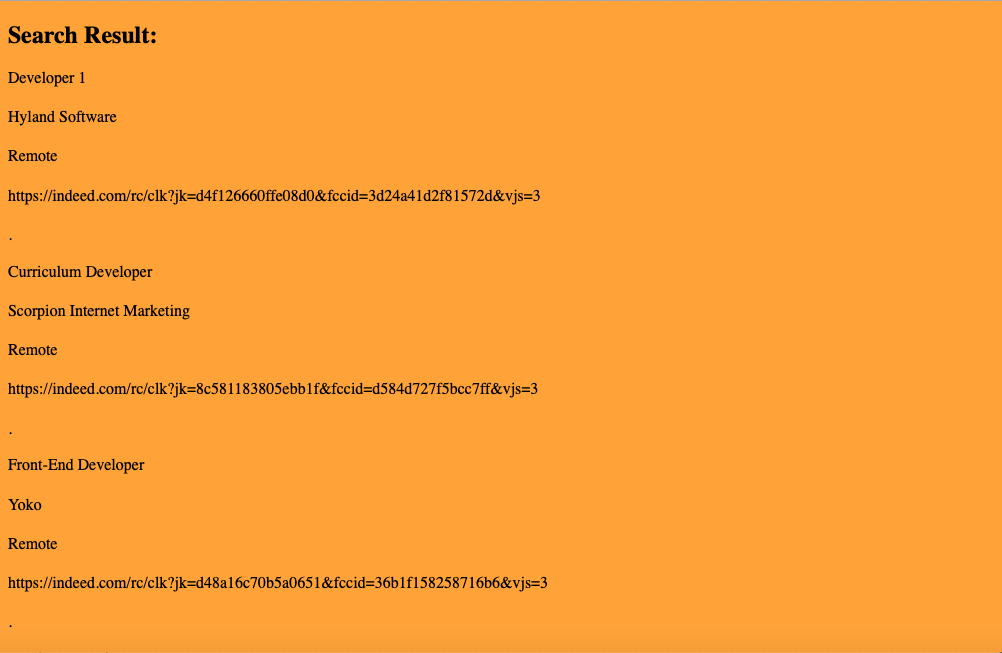 Search Result:
Developer 1
Hyland Software
Remote
https://indeed.com/rc/clk?jk=d4f126660ffe08d0&fccid=3d24a41d2f81572d&vjs=3
.
Curriculum Developer
Scorpion Internet Marketing
Remote
https://indeed.com/rc/clk?jk=8c581183805ebb1f&fccid=d584d727f5bcc7ff&vjs=3
.
Front-End Developer
Yoko
Remote
https://indeed.com/rc/clk?jk=d48a16c70b5a0651&fccid=36b1f158258716b6&vjs=3
.